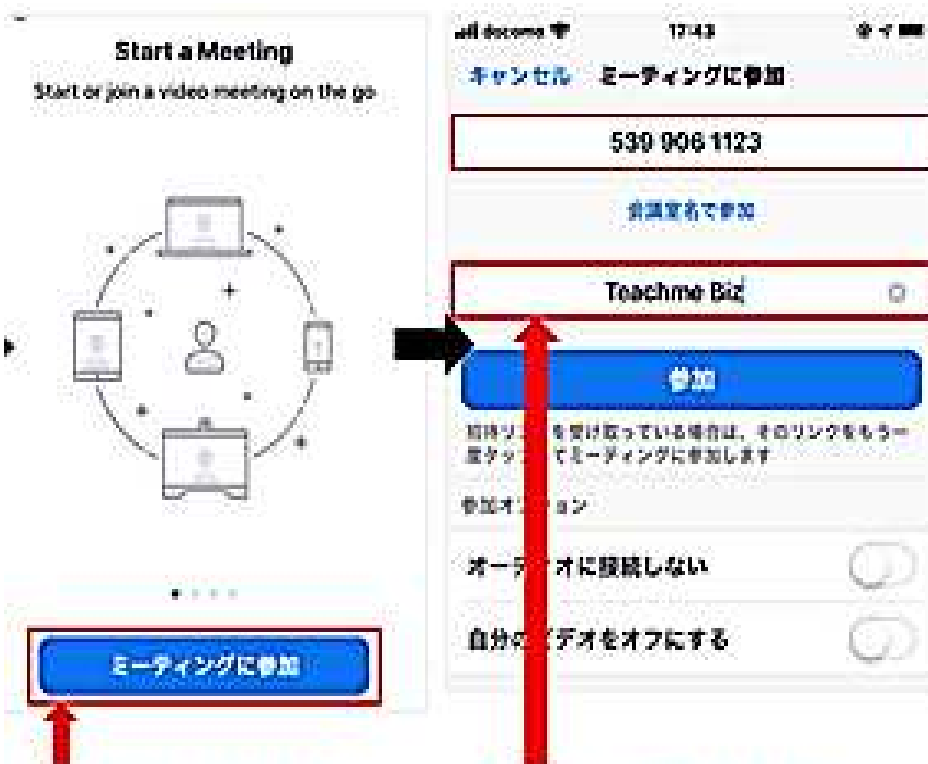 Start a Meeting
Start or join a video meeting on the go
ミーティングに参加
docomo 17:43
キャンセル ミーティングに参加
539 906 1123
会議室名で参加
Teachme Biz
参加
招待リン を受け取っている場合は、そのリンクをもう一
度タップ てミーティングに参加します
参加オ ョン
オーディオに接続しない
自分の デオをオフにする